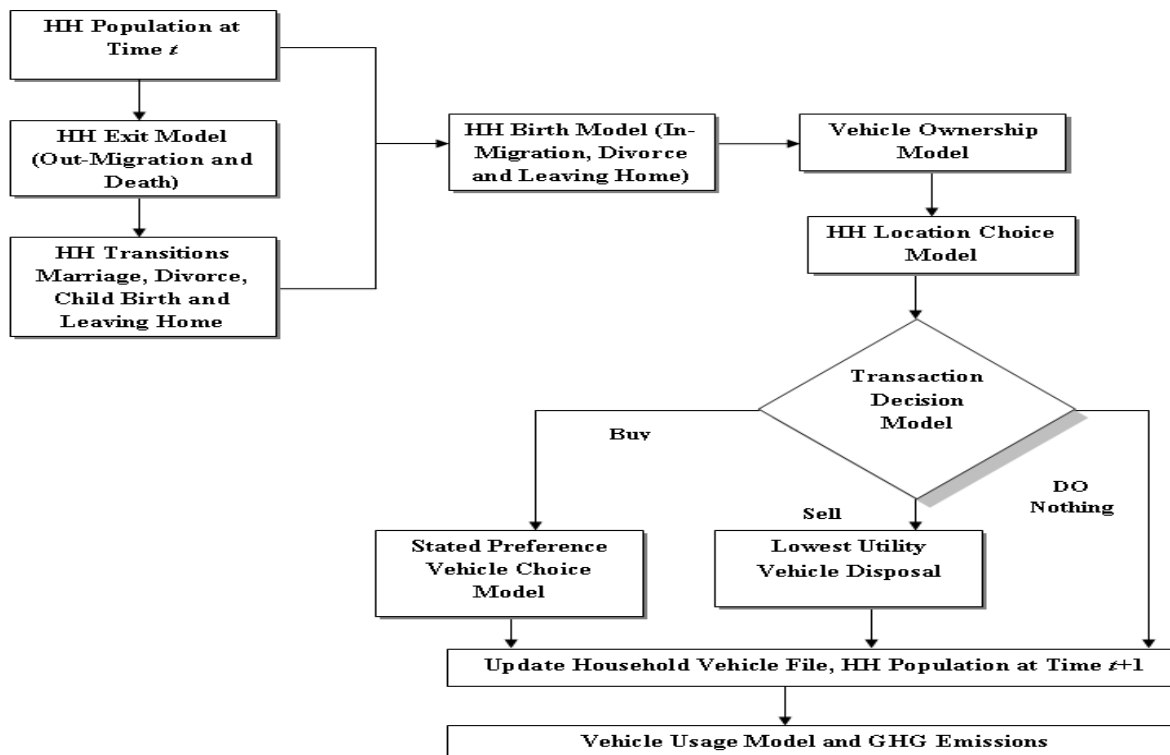 HH Population at
Time t
HH Exit Model
(Out-Migration and
Death)
HH Transitions
Marriage, Divorce,
Child Birth and
Leaving Home
HH Birth Model (In-
Migration, Divorce
and Leaving Home)
Vehicle Ownership
Model
HH Location Choice
Model
Transaction
Decision
Model
Buy
Sell
DO
Nothing
Stated Preference
Vehicle Choice
Model
Lowest Utility
Vehicle Disposal
Update Household Vehicle File, HH Population at Time t+1
Vehicle Usage Model and GHG Emissions